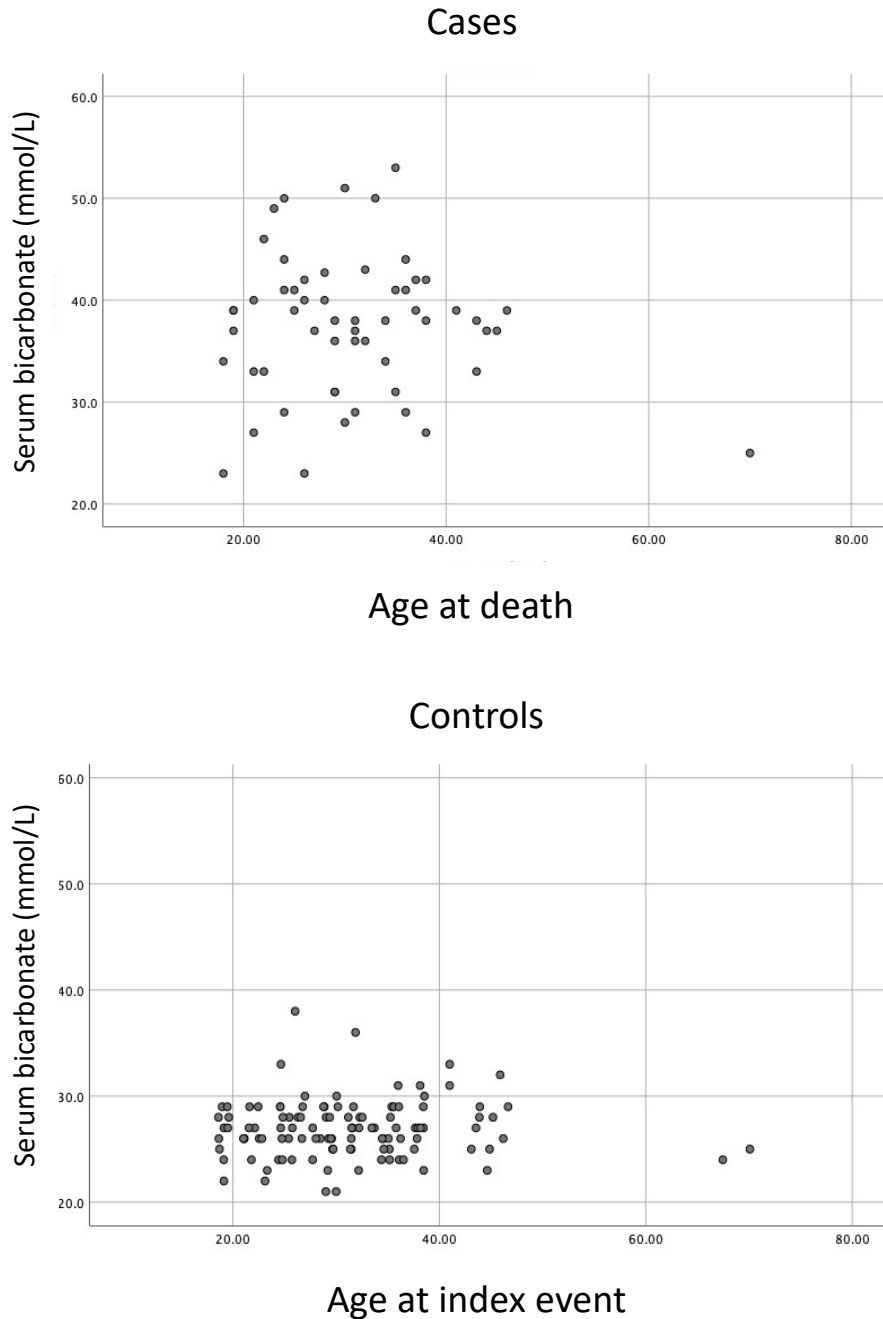 Cases
Serum bicarbonate (mmol/L)
60.0
50.0
40.0
30.0
20.0
20.00 40.00 60.00 80.00
Age at death
Controls
Serum bicarbonate (mmol/L)
60.0
50.0
40.0
30.0
20.0
20.00 40.00 60.00 80.00
Age at index event